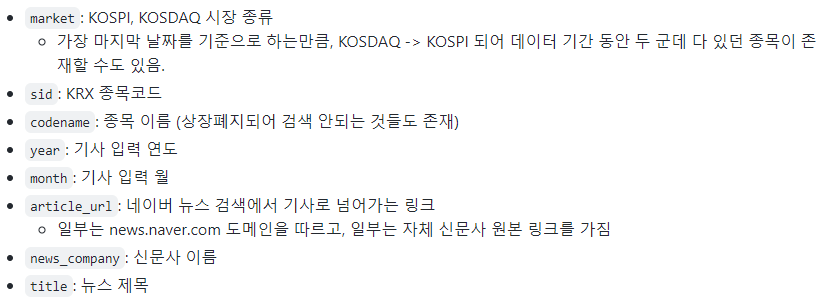 market: KOSPI, KOSDAQ 시장 종류
가장 마지막 날짜를 기준으로 하는만큼, KOSDAQ -> KOSPI 되어 데이터 기간 동안 두 군데 다 있던 종목이 존
재할 수도 있음.
sid: KRX 종목코드
codename: 종목 이름 (상장폐지되어 검색 안되는 것들도 존재)
year: 기사 입력 연도
month: 기사 입력 월
article_url: 네이버 뉴스 검색에서 기사로 넘어가는 링크
일부는 news.naver.com 도메인을 따르고, 일부는 자체 신문사 원본 링크를 가짐
news_company: 신문사 이름
title: 뉴스 제목